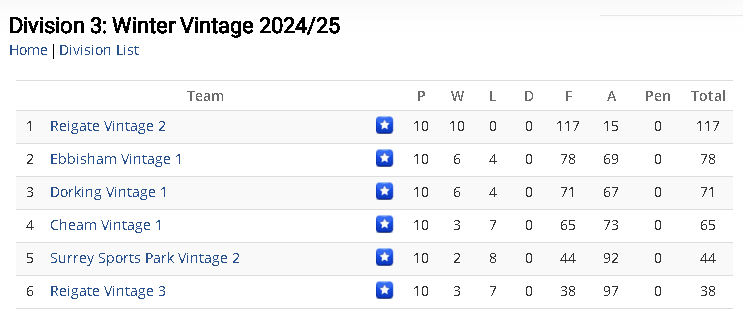 Division 3: Winter Vintage 2024/25
Home | Division List
Team P W L D F A Pen Total
1 Reigate Vintage 2 10 10 0 0 117 15 0 117
2 Ebbisham Vintage 1 10 6 4 0 78 69 0 78
3 Dorking Vintage 1 10 6 4 0 71 67 0 71
4 Cheam Vintage 1 10 3 7 0 65 73 0 65
5 Surrey Sports Park Vintage 2 10 2 8 0 44 92 0 44
6 Reigate Vintage 3 10 3 7 0 38 97 0 38